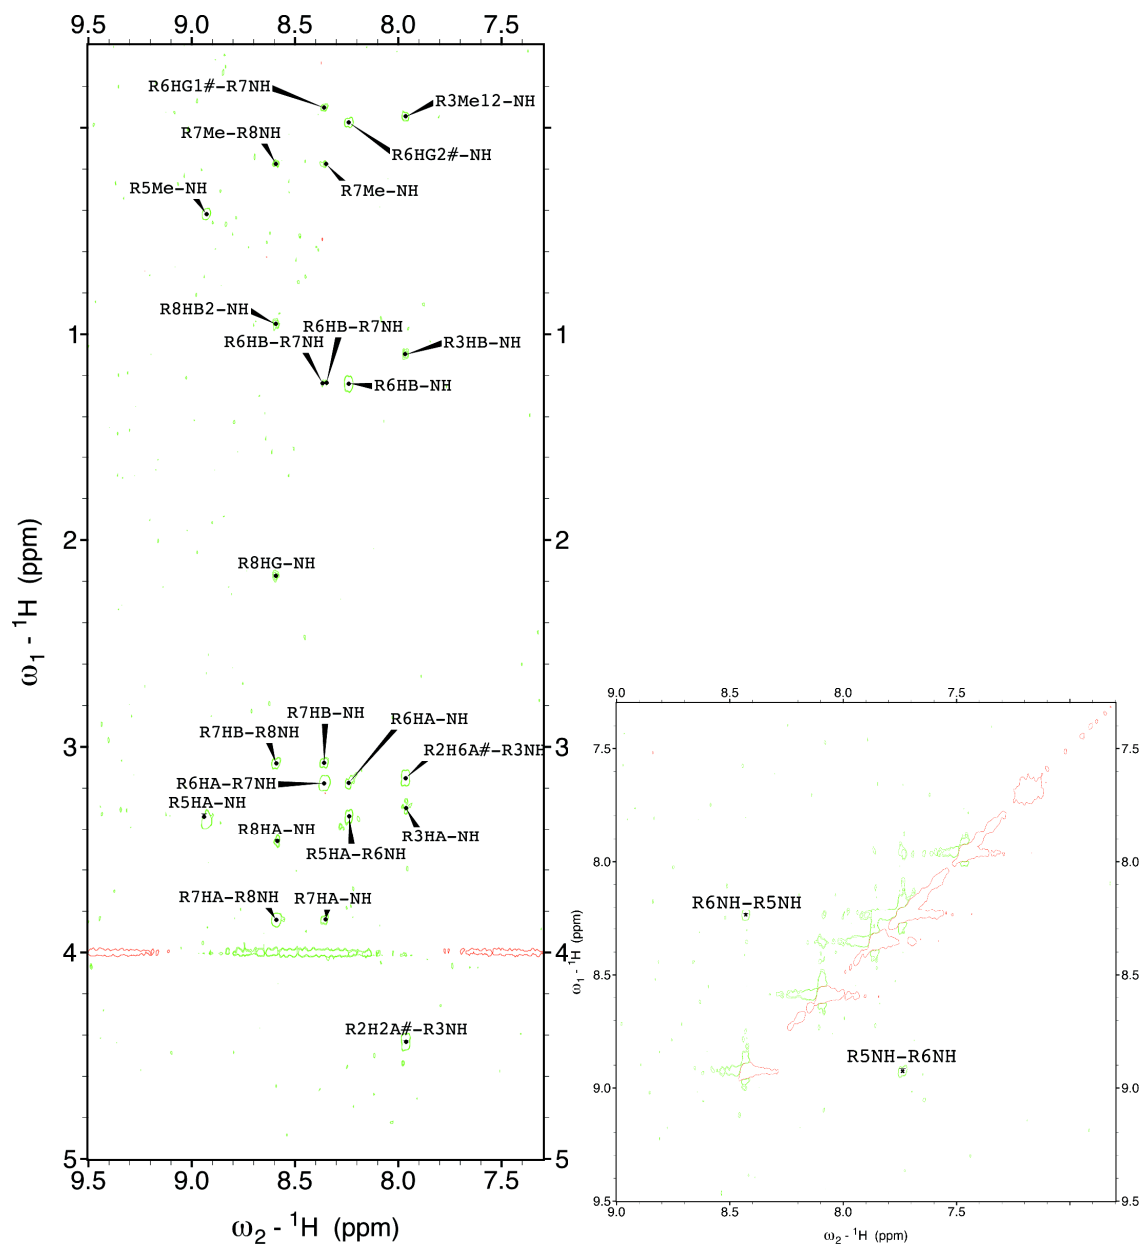 9.5 9.0 8.5 8.0 7.5
R6HG1#-R7NH
R3Me12-NH
R7Me-R8NH
R6HG2#-NH
R5Me-NH
R7Me-NH
R8HB2-NH
R6HB-R7NH
1 1
R6HB-R7NH
R3HB-NH
R6HB-NH
2 2
R8HG-NH
ω1 - 1H (ppm)
R7HB-NH
R6HA-NH
R7HB-R8NH
3 3
R2H6A#-R3NH
R6HA-R7NH
R5HA-NH
R8HA-NH
R3HA-NH
R5HA-R6NH
R7HA-R8NH
R7HA-NH
4 4
R2H2A#-R3NH
5 5
9.5 9.0 8.5 8.0 7.5
ω2 - 1H (ppm)
9.0 8.5 8.0 7.5
7.5 7.5
8.0 8.0
R6NH-R5NH
ω1 - 1H (ppm)
8.5 8.5
R5NH-R6NH
9.0 9.0
9.5 9.5
9.0 8.5 8.0 7.5
ω2 - 1H (ppm)